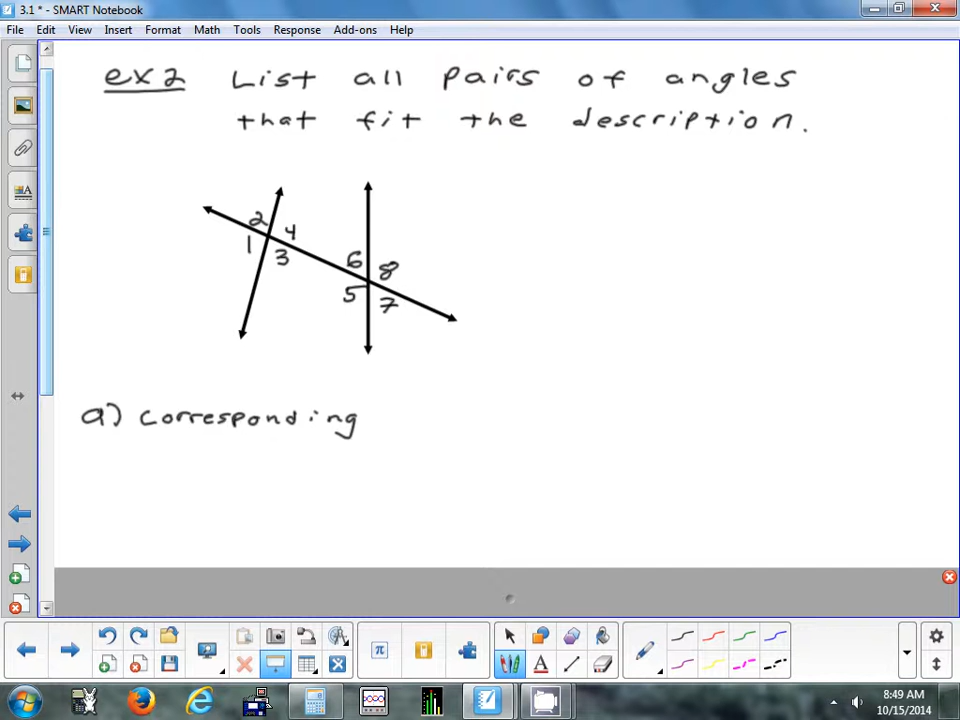 3.1 * - SMART Notebook
File Edit View Insert Format Math Tools Response Add-ons Help
ex 2 List all pairs of angles
that fit the description.
2 4
1 3
6 8
5 7
a) corresponding
π
A
8:49 AM
10/15/2014